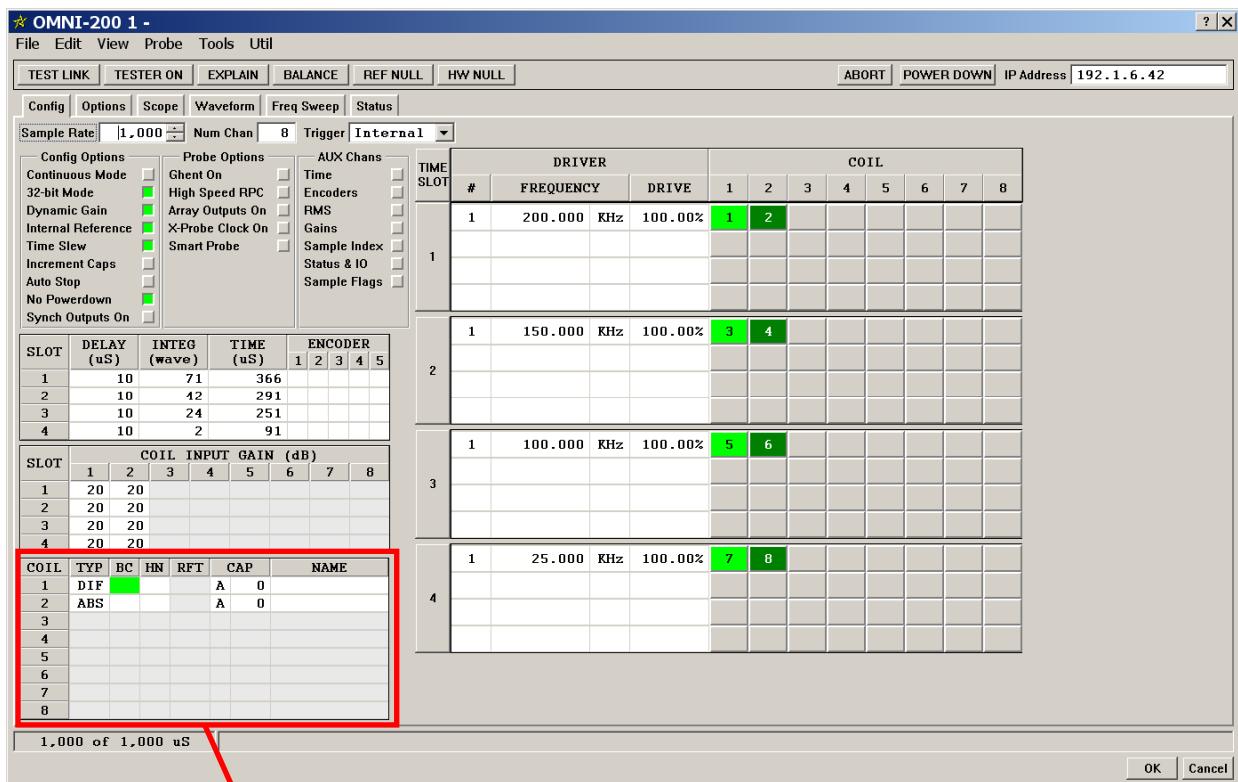 OMNI-200 1 -
? X
File Edit View Probe Tools Util
TEST LINK TESTER ON EXPLAIN BALANCE REF NULL HW NULL ABORT POWER DOWN IP Address 192.1.6.42
Config Options Scope Waveform Freq Sweep Status
Sample Rate 1,000 Num Chan 8 Trigger Internal
Config Options
Continuous Mode
32-bit Mode
Dynamic Gain
Internal Reference
Time Slew
Increment Caps
Auto Stop
No Powerdown
Synch Outputs On
Probe Options
Ghent On
High Speed RPC
Array Outputs On
X-Probe Clock On
Smart Probe
AUX Chans
Time
Encoders
RMS
Gains
Sample Index
Status & IO
Sample Flags
SLOT DELAY (uS) INTEG (wave) TIME (uS) ENCODER
1 2 3 4 5
1 10 71 366
2 10 42 291
3 10 24 251
4 10 2 91
SLOT COIL INPUT GAIN (dB)
1 2 3 4 5 6 7 8
1 20 20
2 20 20
3 20 20
4 20 20
COIL TYP BC HN RFT CAP NAME
1 DIF A 0
2 ABS A 0
3
4
5
6
7
8
TIME SLOT DRIVER COIL
# FREQUENCY DRIVE 1 2 3 4 5 6 7 8
1 1 200.000 KHz 100.00% 1 2
2 1 150.000 KHz 100.00% 3 4
3 1 100.000 KHz 100.00% 5 6
4 1 25.000 KHz 100.00% 7 8
1,000 of 1,000 uS
OK Cancel